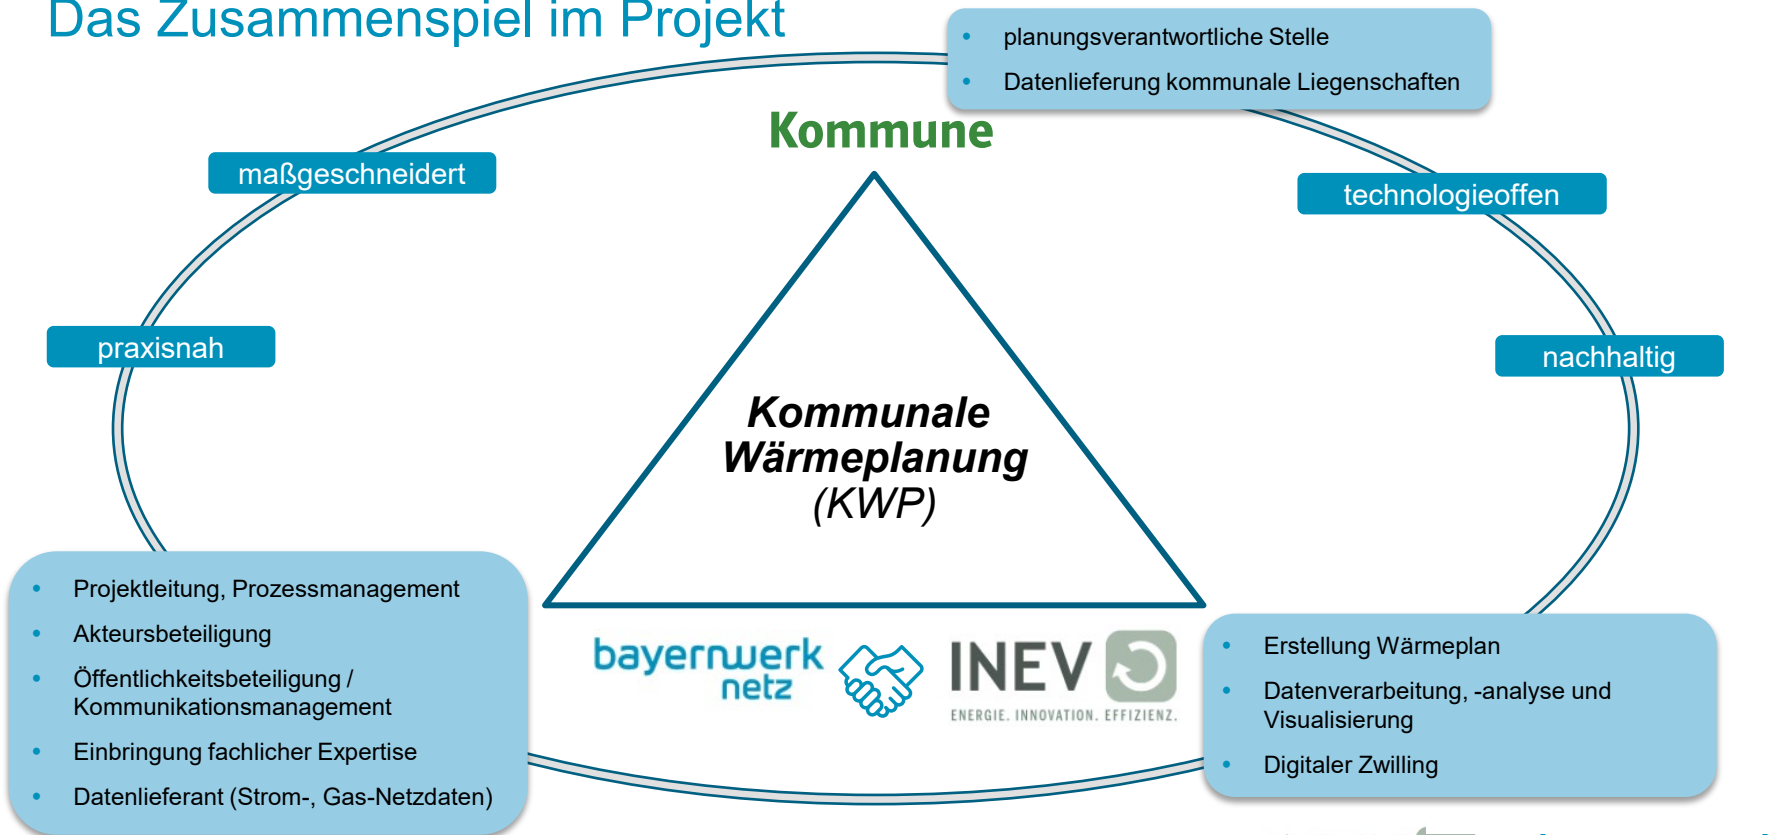 Das Zusammenspiel im Projekt
• planungsverantwortliche Stelle
• Datenlieferung kommunale Liegenschaften
Kommune
maßgeschneidert
technologieoffen
praxisnah
nachhaltig
Kommunale
Wärmeplanung
(KWP)
• Projektleitung, Prozessmanagement
• Akteursbeteiligung
• Öffentlichkeitsbeteiligung /
Kommunikationsmanagement
• Einbringung fachlicher Expertise
• Datenlieferant (Strom-, Gas-Netzdaten)
bayernwerk
netz
INEV
ENERGIE. INNOVATION. EFFIZIENZ.
• Erstellung Wärmeplan
• Datenverarbeitung, -analyse und
Visualisierung
• Digitaler Zwilling